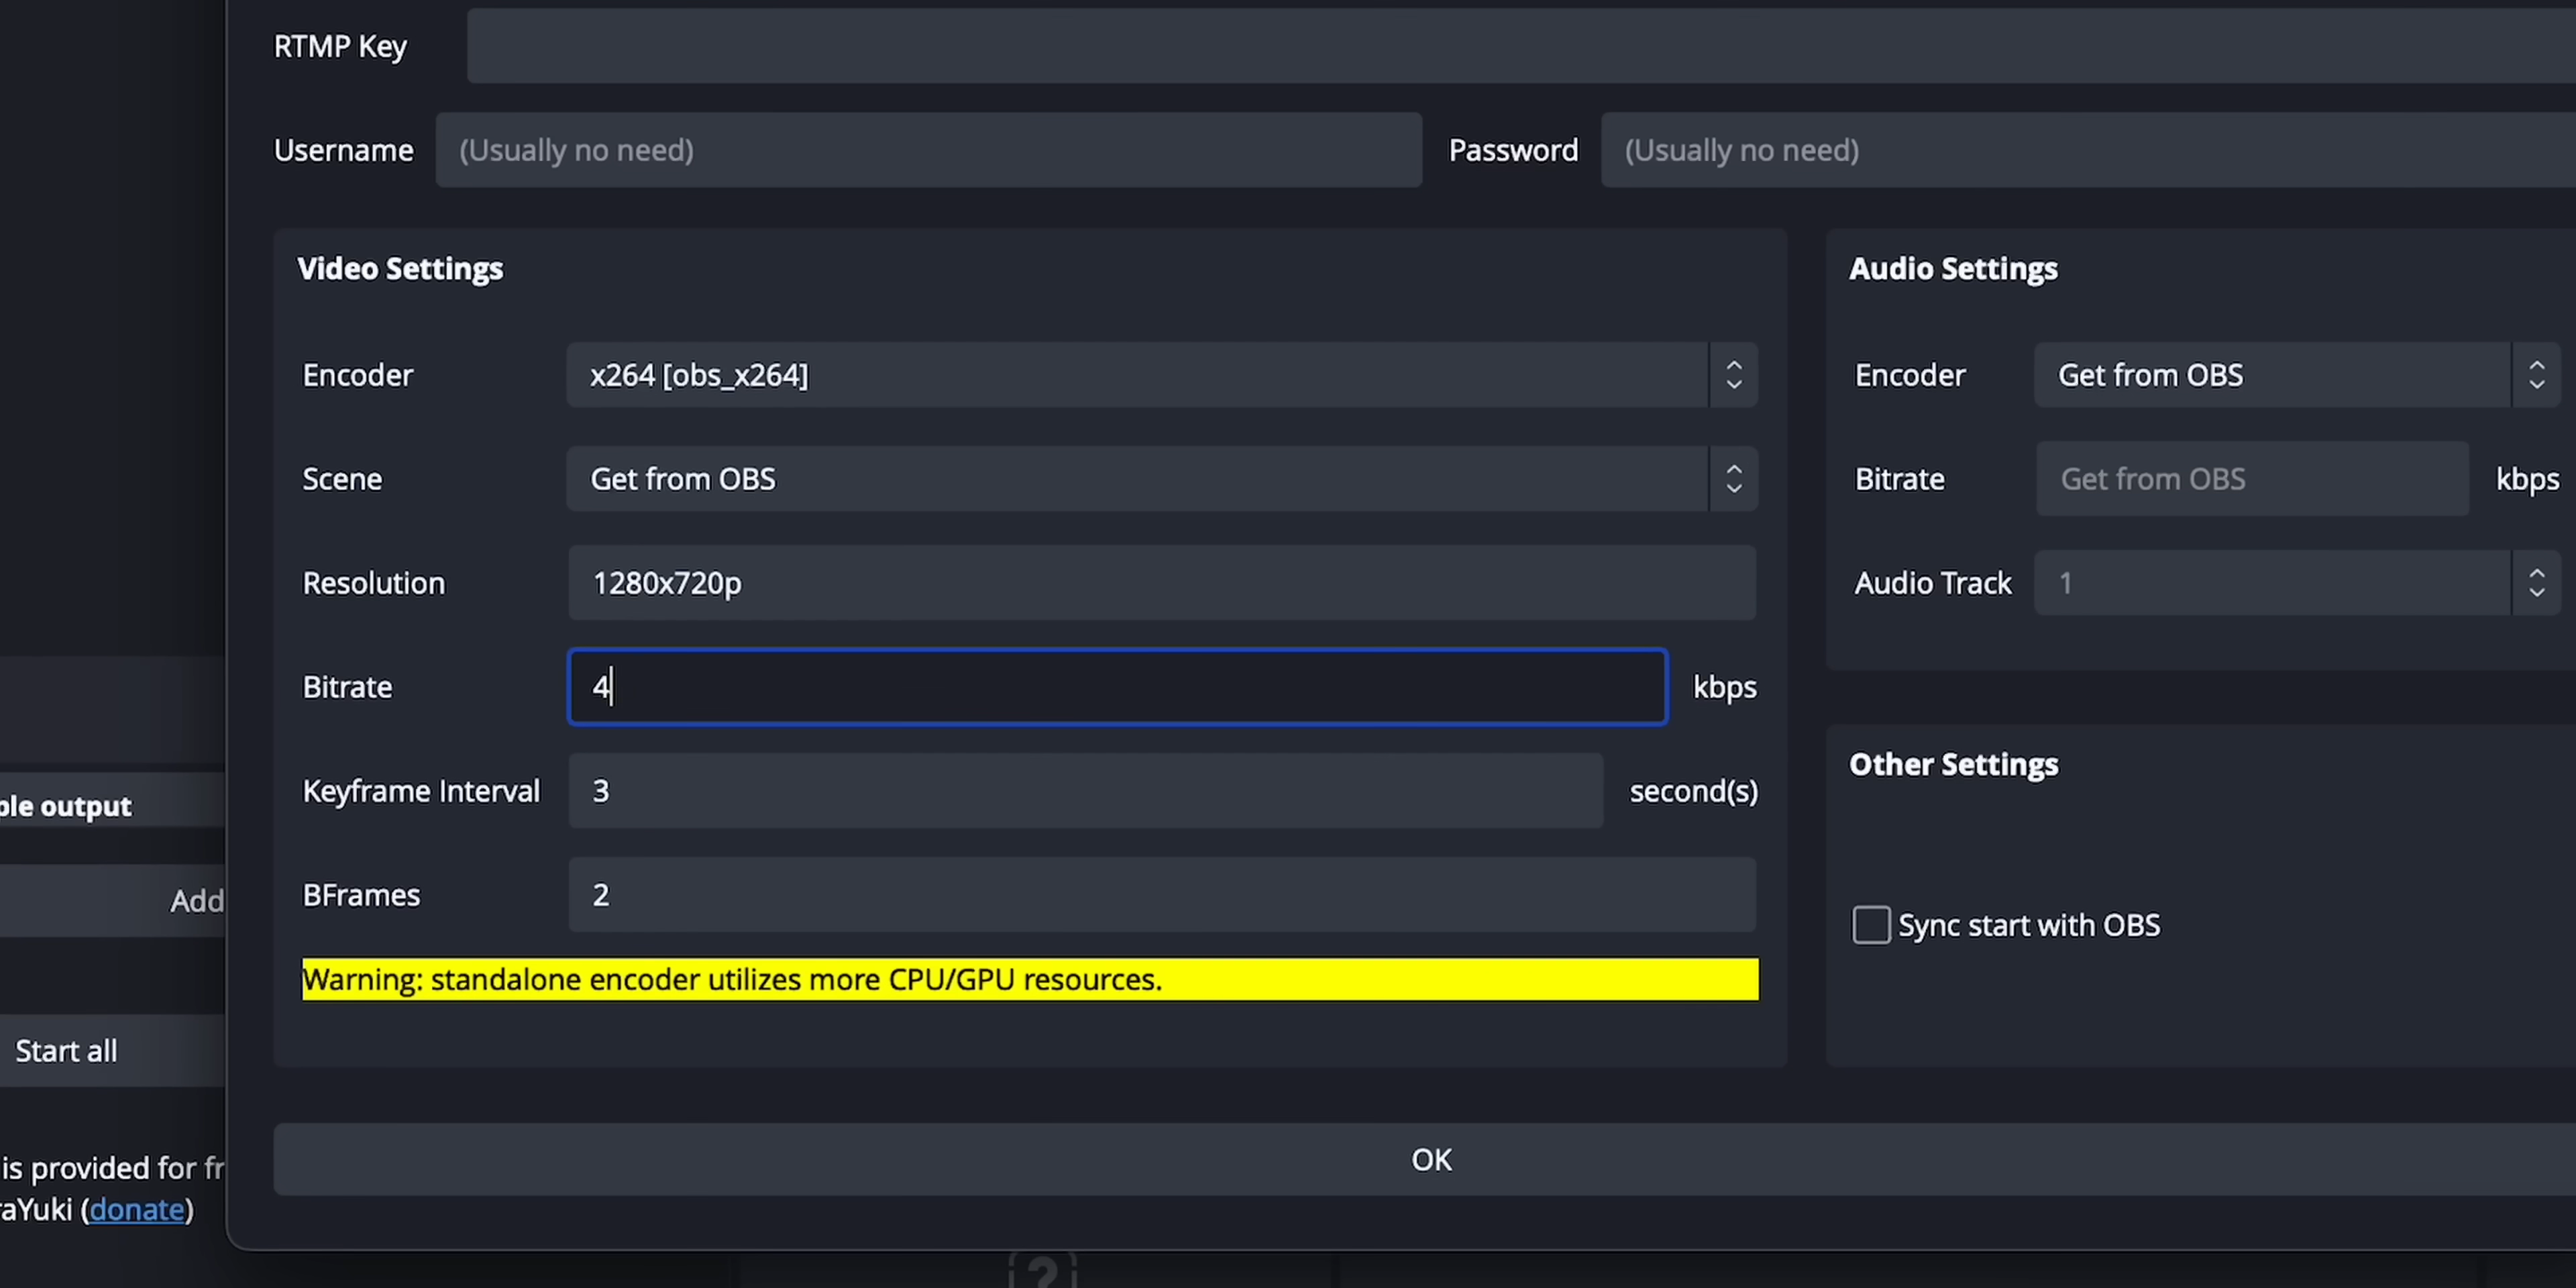 RTMP Key
Username (Usually no need) Password (Usually no need)
Video Settings
Encoder x264 [obs_x264]
Scene Get from OBS
Resolution 1280x720p
Bitrate 4 kbps
Keyframe Interval 3 second(s)
BFrames 2
Warning: standalone encoder utilizes more CPU/GPU resources.
Audio Settings
Encoder Get from OBS
Bitrate Get from OBS kbps
Audio Track 1
Other Settings
Sync start with OBS
OK
output
Add
Start all
is provided for
(donate)
?